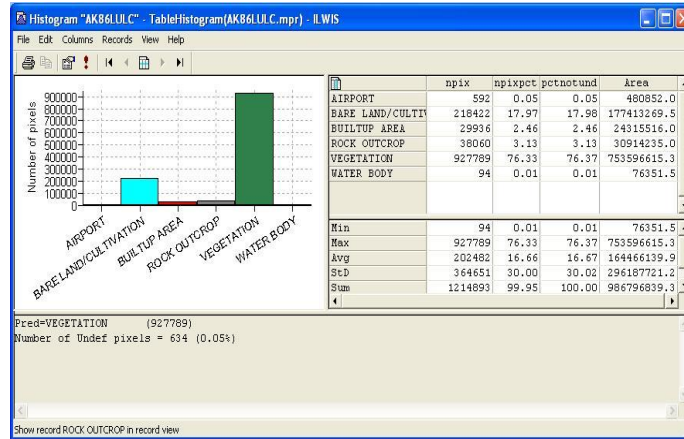 Histogram "AK86LULC" - TableHistogram(AK86LULC.mpr) - ILWIS
File Edit Columns Records View Help
Number of pixels
900000
800000
700000
600000
500000
400000
300000
200000
100000
0
AIRPORT
BARE LAND/CULTIVATION
BUILTUP AREA
ROCK OUTCROP
VEGETATION
WATER BODY
npix npixpct pctnotund Area
AIRPORT 592 0.05 0.05 480852.0
BARE LAND/CULTIV 218422 17.97 17.98 177413269.5
BUILTUP AREA 29936 2.46 2.46 24315516.0
ROCK OUTCROP 38060 3.13 3.13 30914235.0
VEGETATION 927789 76.33 76.37 753596615.3
WATER BODY 94 0.01 0.01 76351.5
Min 94 0.01 0.01 76351.5
Max 927789 76.33 76.37 753596615.3
Avg 202482 16.66 16.67 164466139.9
StD 364651 30.00 30.02 296187721.2
Sum 1214893 99.95 100.00 986796839.3
Pred=VEGETATION (927789)
Number of Undef pixels = 634 (0.05%)
Show record ROCK OUTCROP in record view